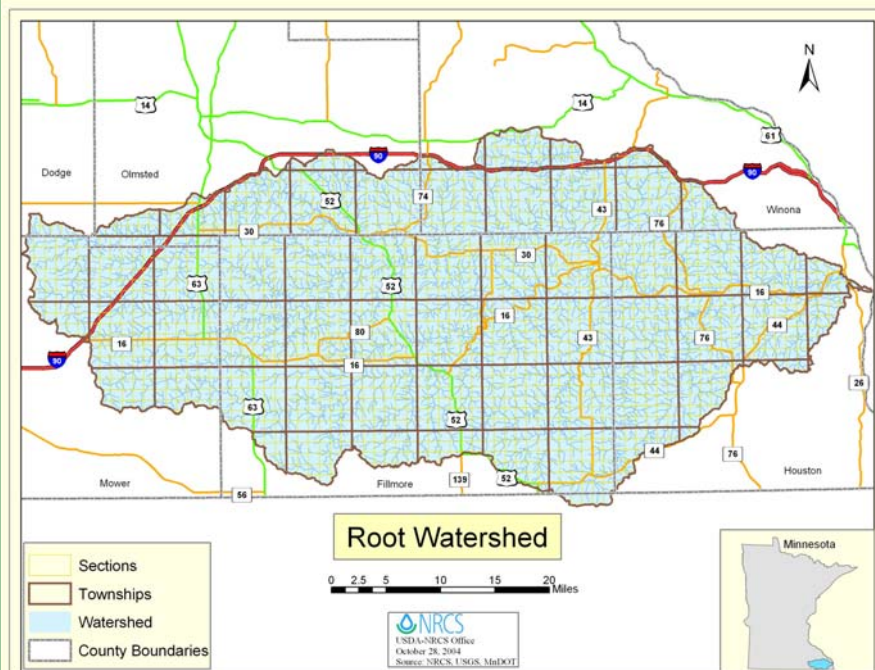 N
14
14
61
90
90
Dodge
Olmsted
Winona
74
52
43
76
30
30
63
52
16
16
80
16
43
76
44
16
90
26
63
52
44
76
Mower
56
Fillmore
139
52
Houston
Root Watershed
0 2.5 5 10 15 20
Miles
Sections
Townships
Watershed
County Boundaries
NRCS
USDA-NRCS Office
October 28, 2004
Source: NRCS, USGS, MnDOT
Minnesota